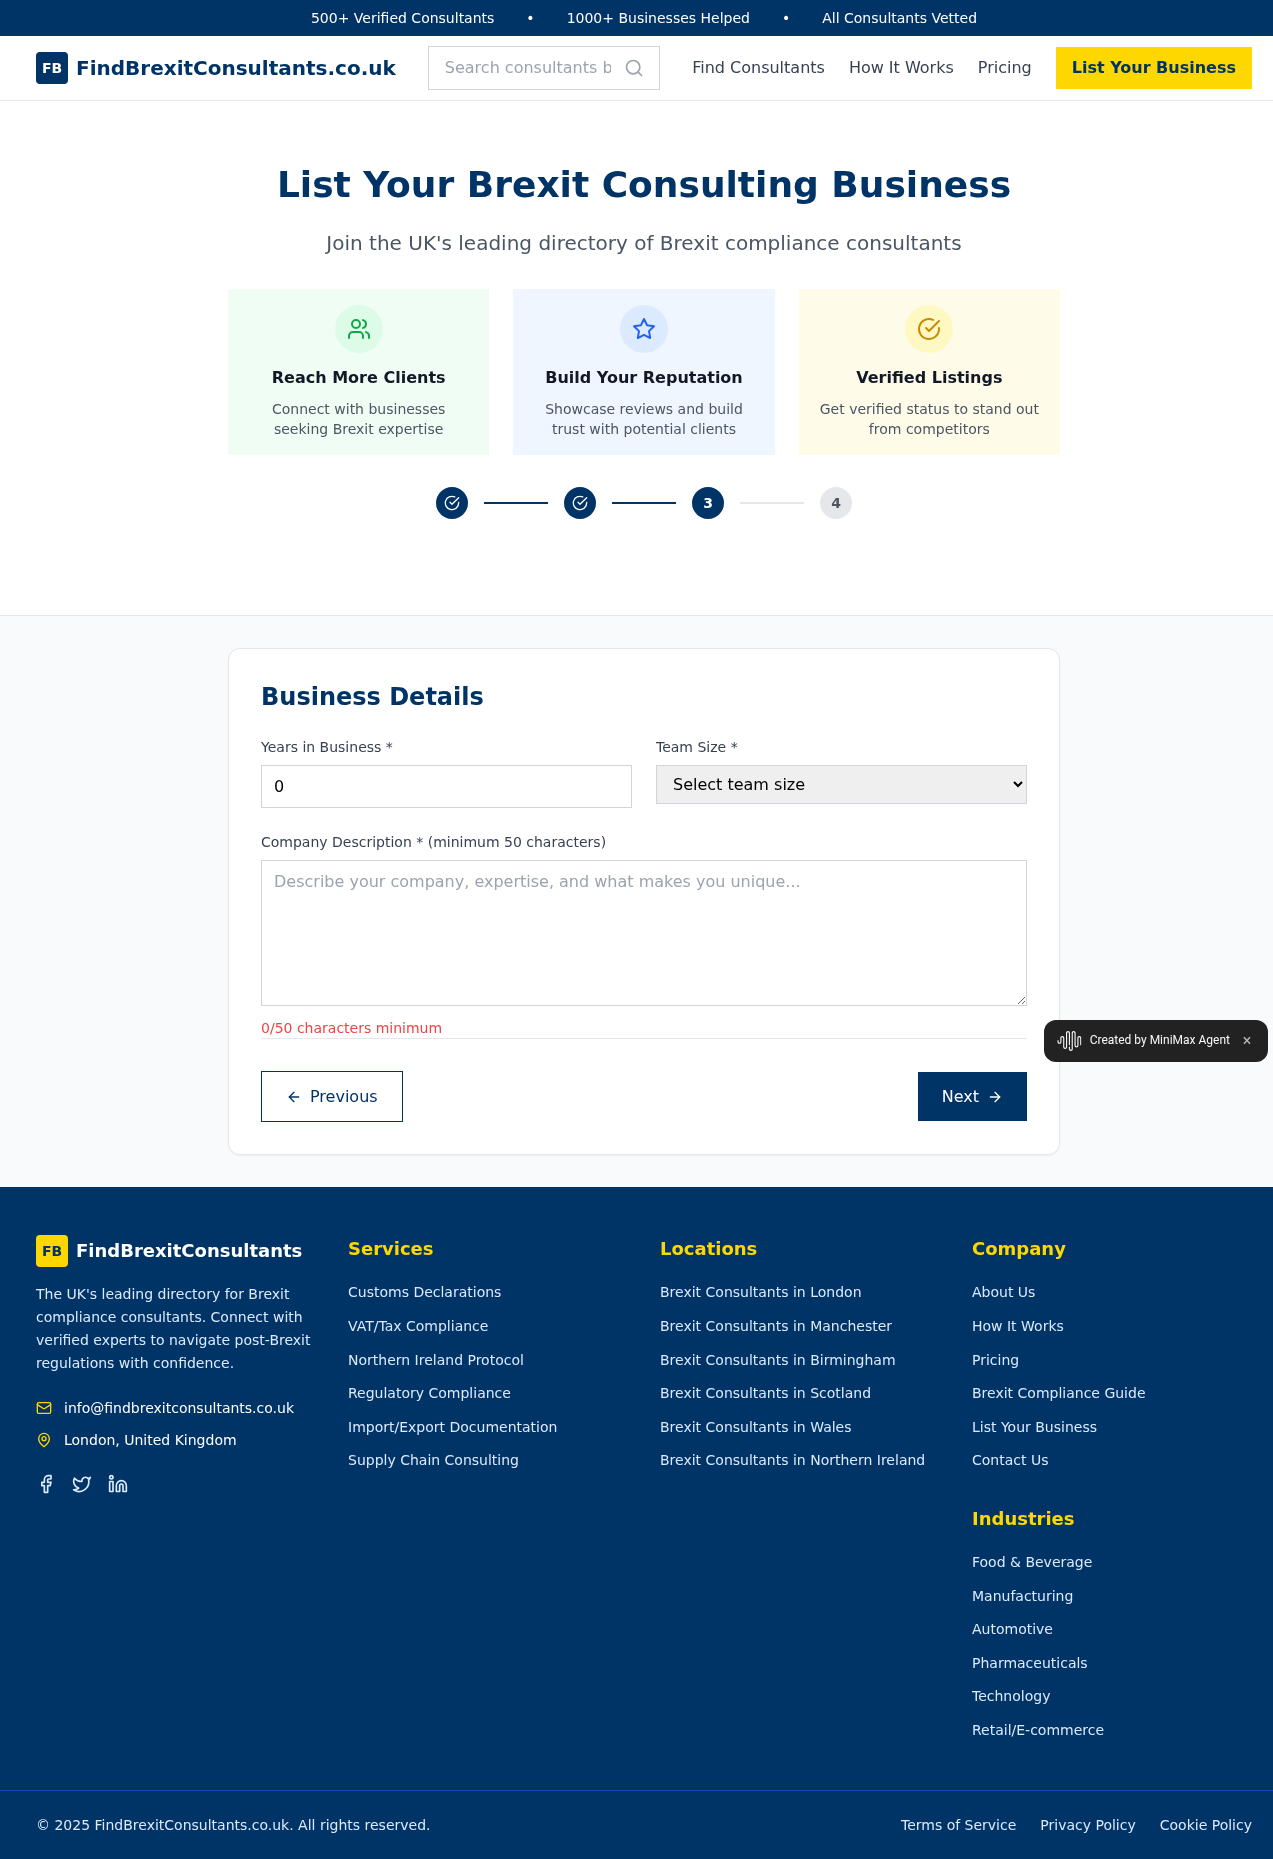 500+ Verified Consultants • 1000+ Businesses Helped • All Consultants Vetted
FB FindBrexitConsultants.co.uk Search consultants b Find Consultants How It Works Pricing List Your Business
List Your Brexit Consulting Business
Join the UK's leading directory of Brexit compliance consultants
Reach More Clients
Connect with businesses
seeking Brexit expertise
Build Your Reputation
Showcase reviews and build
trust with potential clients
Verified Listings
Get verified status to stand out
from competitors
3 4
Business Details
Years in Business * Team Size *
0 Select team size
Company Description * (minimum 50 characters)
Describe your company, expertise, and what makes you unique...
0/50 characters minimum
Created by MiniMax Agent ×
Previous Next
FB FindBrexitConsultants
The UK's leading directory for Brexit
compliance consultants. Connect with
verified experts to navigate post-Brexit
regulations with confidence.
info@findbrexitconsultants.co.uk
London, United Kingdom
Services
Customs Declarations
VAT/Tax Compliance
Northern Ireland Protocol
Regulatory Compliance
Import/Export Documentation
Supply Chain Consulting
Locations
Brexit Consultants in London
Brexit Consultants in Manchester
Brexit Consultants in Birmingham
Brexit Consultants in Scotland
Brexit Consultants in Wales
Brexit Consultants in Northern Ireland
Company
About Us
How It Works
Pricing
Brexit Compliance Guide
List Your Business
Contact Us
Industries
Food & Beverage
Manufacturing
Automotive
Pharmaceuticals
Technology
Retail/E-commerce
© 2025 FindBrexitConsultants.co.uk. All rights reserved. Terms of Service Privacy Policy Cookie Policy